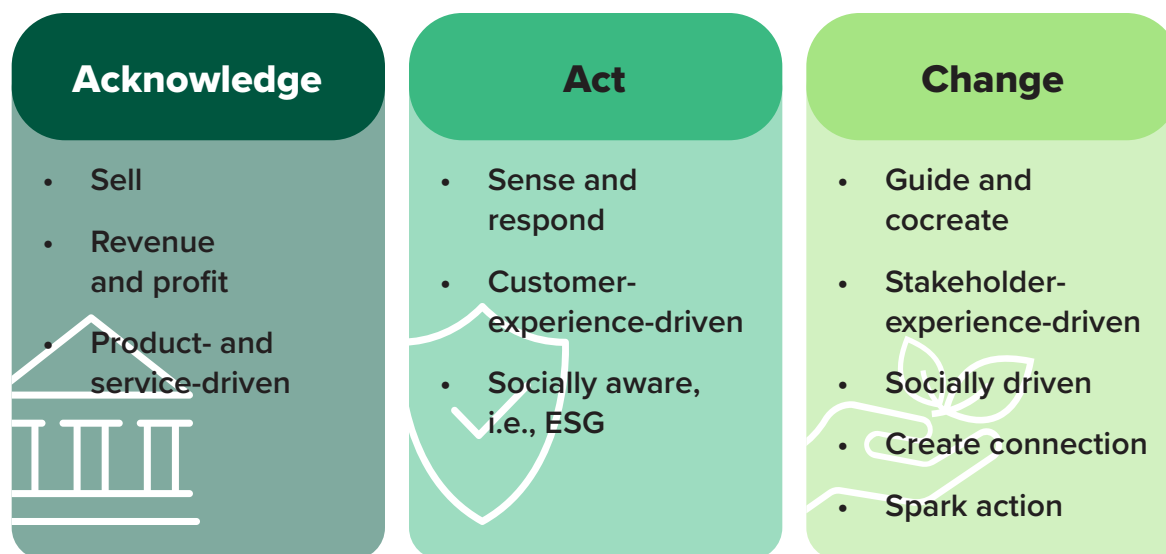 Acknowledge
• Sell
• Revenue
and profit
• Product- and
service-driven
Act
• Sense and
respond
• Customer-
experience-driven
• Socially aware,
i.e., ESG
Change
• Guide and
cocreate
• Stakeholder-
experience-driven
• Socially driven
• Create connection
• Spark action